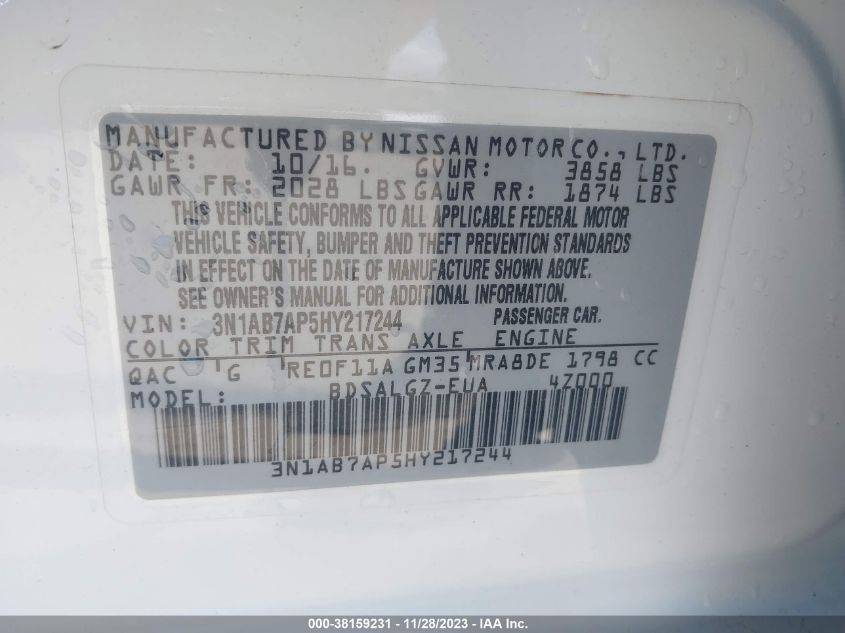 MANUFACTURED BY NISSAN MOTOR CO., LTD.
DATE: 10/16. GVWR: 3858 LBS
GAWR FR: 2028 LBS GAWR RR: 1874 LBS
THIS VEHICLE CONFORMS TO ALL APPLICABLE FEDERAL MOTOR
VEHICLE SAFETY, BUMPER AND THEFT PREVENTION STANDARDS
IN EFFECT ON THE DATE OF MANUFACTURE SHOWN ABOVE.
SEE OWNER'S MANUAL FOR ADDITIONAL INFORMATION.
VIN: 3N1AB7AP5HY217244 PASSENGER CAR.
COLOR TRIM TRANS AXLE ENGINE
QAC G RE0F11A GM35 MRA8DE 1798 CC
MODEL: BDSALGZ-EUA 4Z000
3N1AB7AP5HY217244
000-38159231 - 11/28/2023 - IAA.